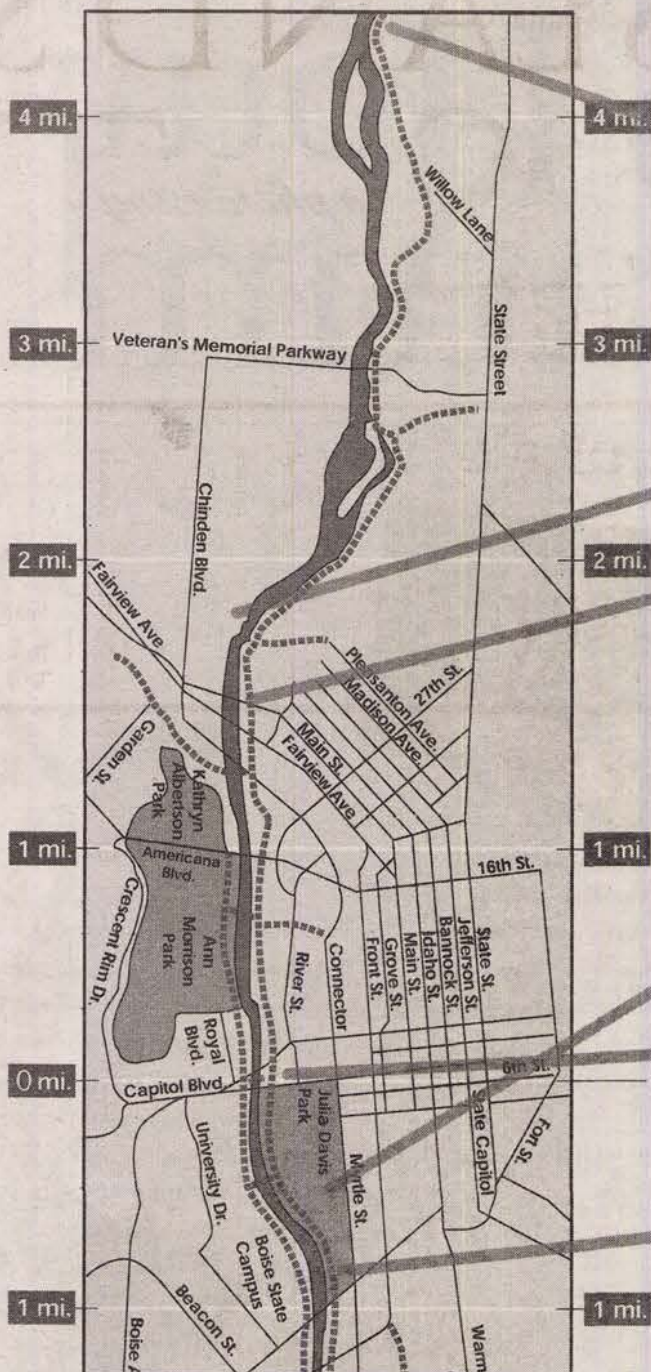 4 mi.
4 mi.
Willow Lane
State Street
3 mi.
3 mi.
Veteran's Memorial Parkway
Chinden Blvd.
2 mi.
2 mi.
Fairview Ave
Pleasanton Ave.
Madison Ave.
27th St.
Main St.
Fairview Ave
Garden St.
Kathryn
Albertson
Park
1 mi.
1 mi.
Americana
Blvd.
16th St.
Crescent Rim Dr.
Ann
Morrison
Park
River St.
Connector
Front St.
Grove St.
Main St.
Idaho St.
Bannock St.
Jefferson St.
State St.
Royal
Blvd.
0 mi.
0 mi.
Capitol Blvd.
6th St.
Julia Davis
Park
State Capitol
Fort St.
University Dr.
Myrtle St.
Boise State
Campus
1 mi.
1 mi.
Beacon St.
Boise
Warm